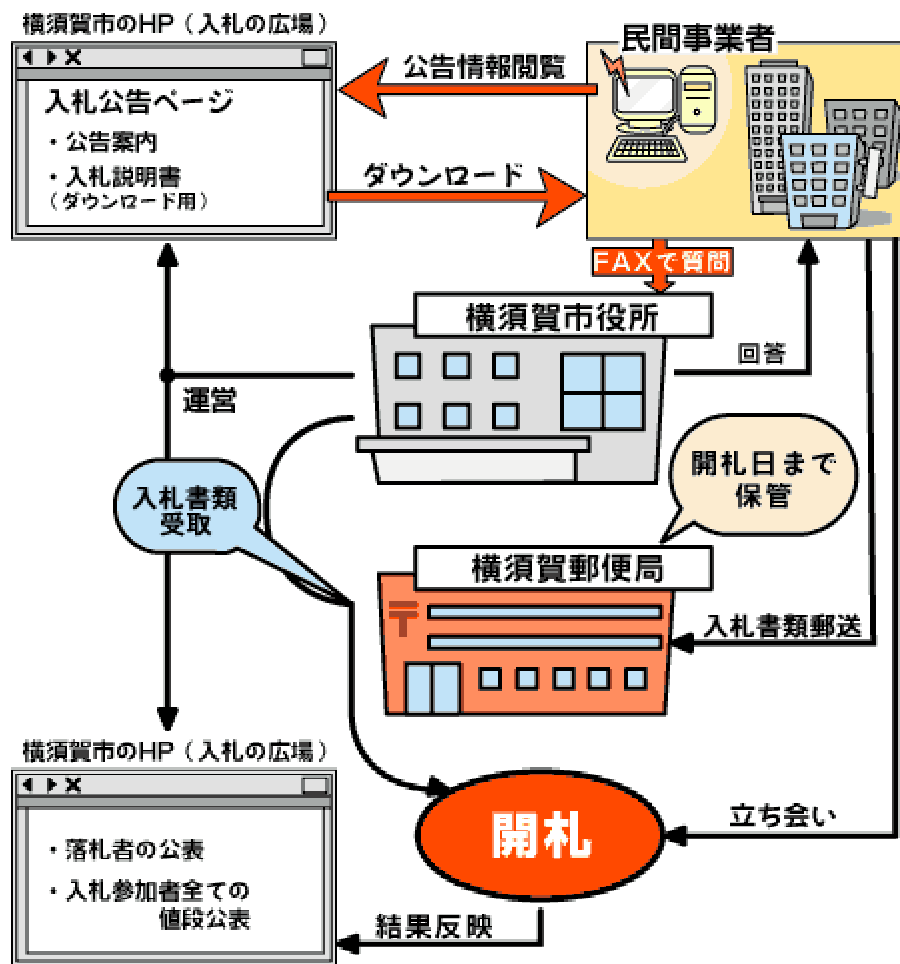 横須賀市のHP（入札の広場）
民間事業者
入札公告ページ
・公告案内
・入札説明書
（ダウンロード用）
公告情報閲覧
ダウンロード
FAXで質問
横須賀市役所
回答
運営
開札日まで
保管
入札書類
受取
横須賀郵便局
〒
入札書類郵送
横須賀市のHP（入札の広場）
・落札者の公表
・入札参加者全ての
値段公表
開札
立ち会い
結果反映